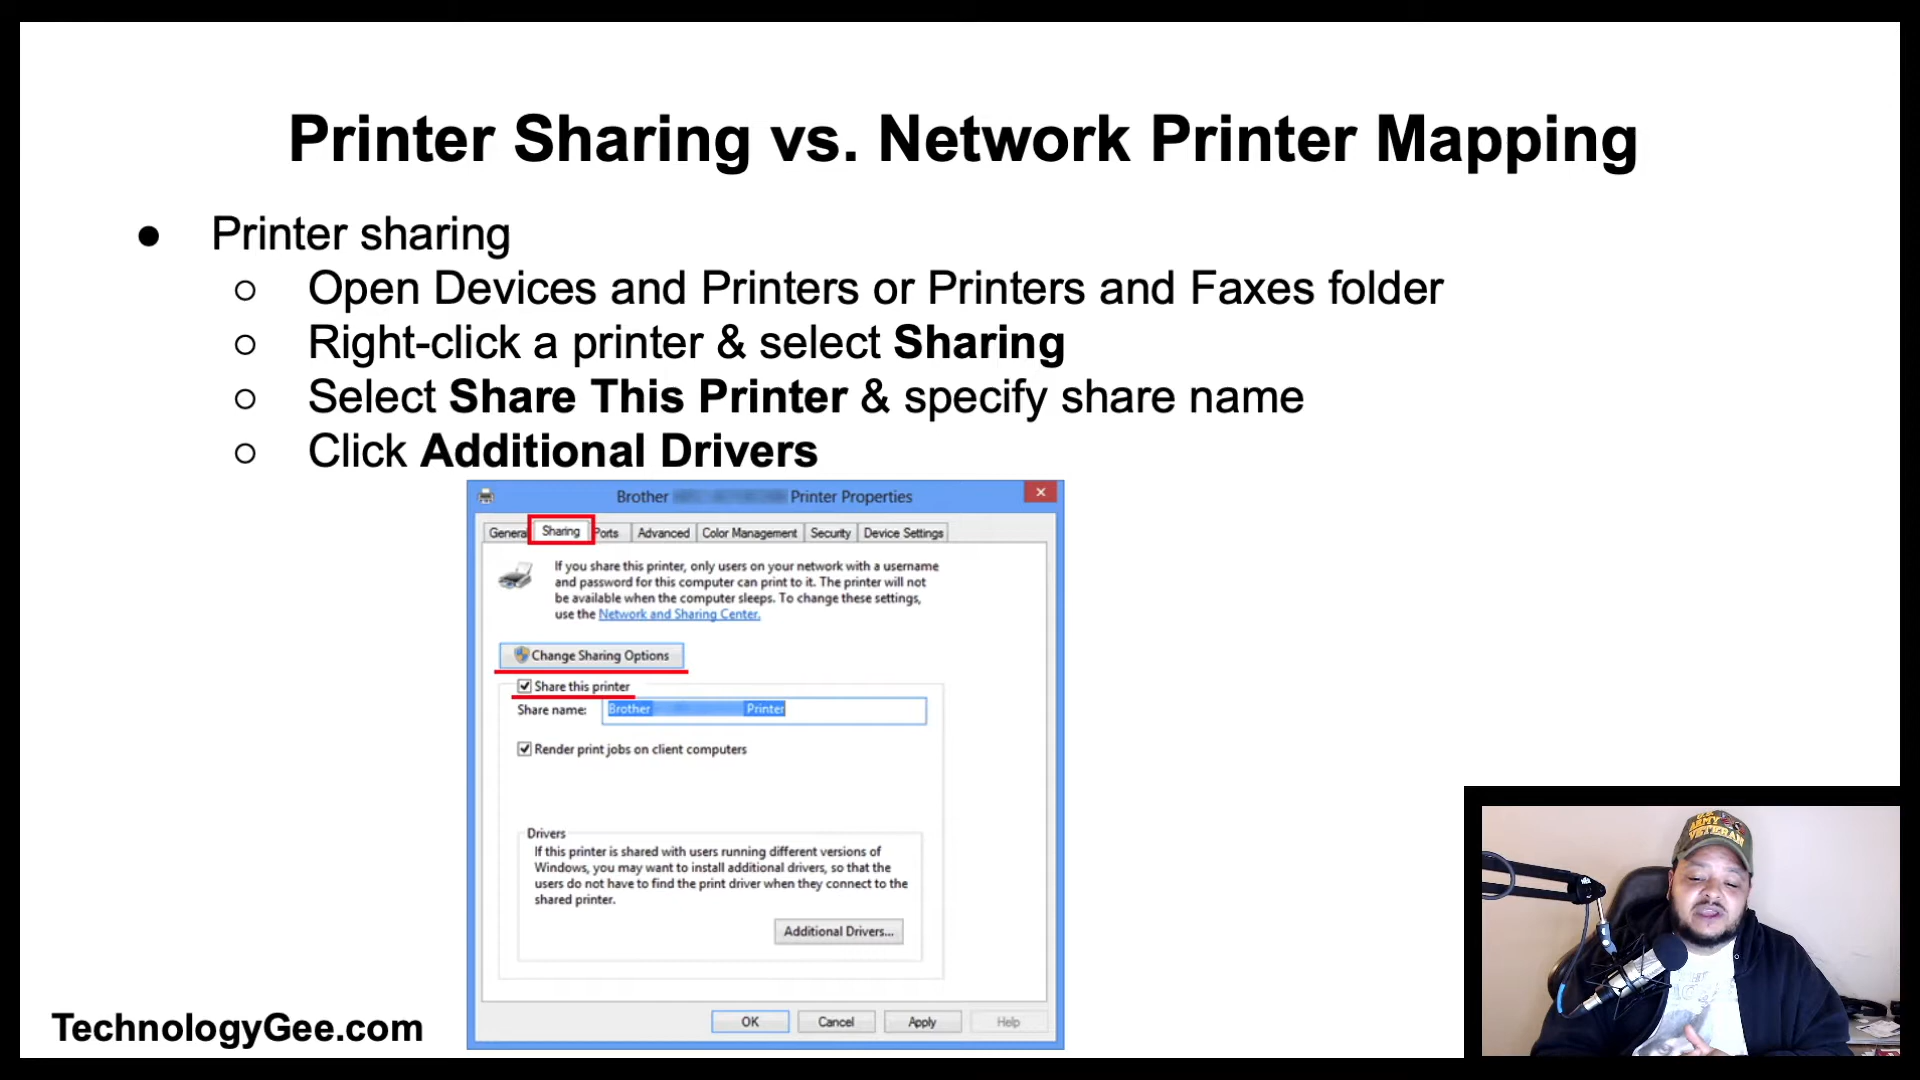 Printer Sharing vs. Network Printer Mapping
● Printer sharing
○ Open Devices and Printers or Printers and Faxes folder
○ Right-click a printer & select Sharing
○ Select Share This Printer & specify share name
○ Click Additional Drivers
Brother Printer Properties
General Sharing Ports Advanced Color Management Security Device Settings
If you share this printer, only users on your network with a username
and password for this computer can print to it. The printer will not
be available when the computer sleeps. To change these settings,
use the Network and Sharing Center.
Change Sharing Options
Share this printer
Share name: Brother Printer
Render print jobs on client computers
Drivers
If this printer is shared with users running different versions of
Windows, you may want to install additional drivers, so that the
users do not have to find the print driver when they connect to the
shared printer.
Additional Drivers...
OK Cancel Apply Help
TechnologyGee.com
ARMY
VETERAN